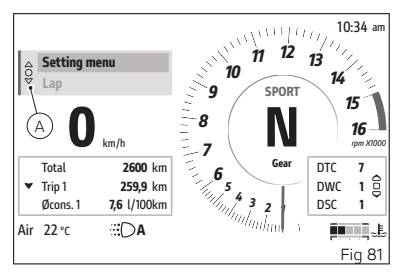 10:34 am
Setting menu
Lap
A
0 km/h
SPORT
N
Gear
2 3 4 5 6 7 8 9 10 11 12 13 14 15 16
rpm X1000
Total 2600 km
Trip 1 259,9 km
Øcons. 1 7,6 l/100km
DTC 7
DWC 1
DSC 1
Air 22 °C
A
Fig 81